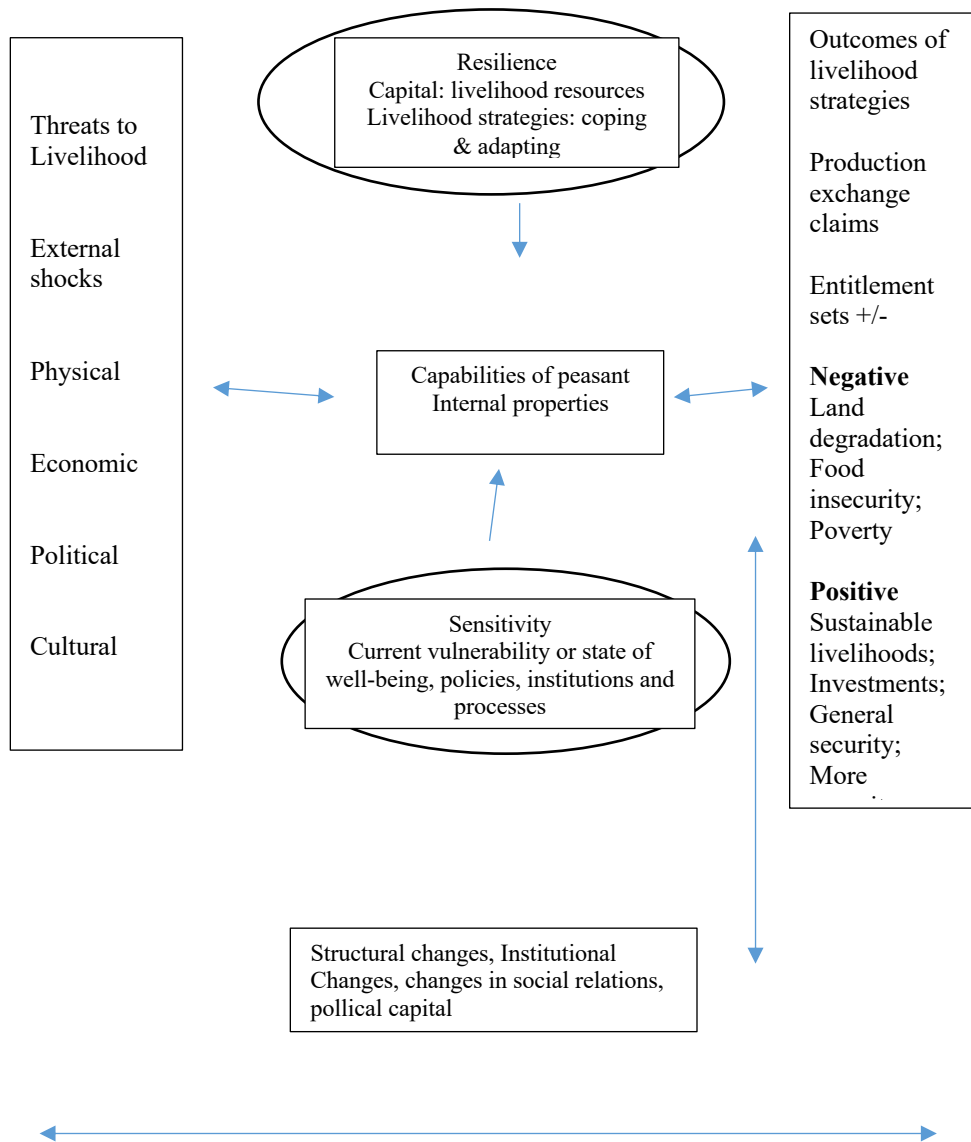 Threats to
Livelihood
External
shocks
Physical
Economic
Political
Cultural
Resilience
Capital: livelihood resources
Livelihood strategies: coping
& adapting
Capabilities of peasant
Internal properties
Sensitivity
Current vulnerability or state of
well-being, policies, institutions and
processes
Structural changes, Institutional
Changes, changes in social relations,
pollical capital
Outcomes of
livelihood
strategies
Production
exchange
claims
Entitlement
sets +/-
Negative
Land
degradation;
Food
insecurity;
Poverty
Positive
Sustainable
livelihoods;
Investments;
General
security;
More